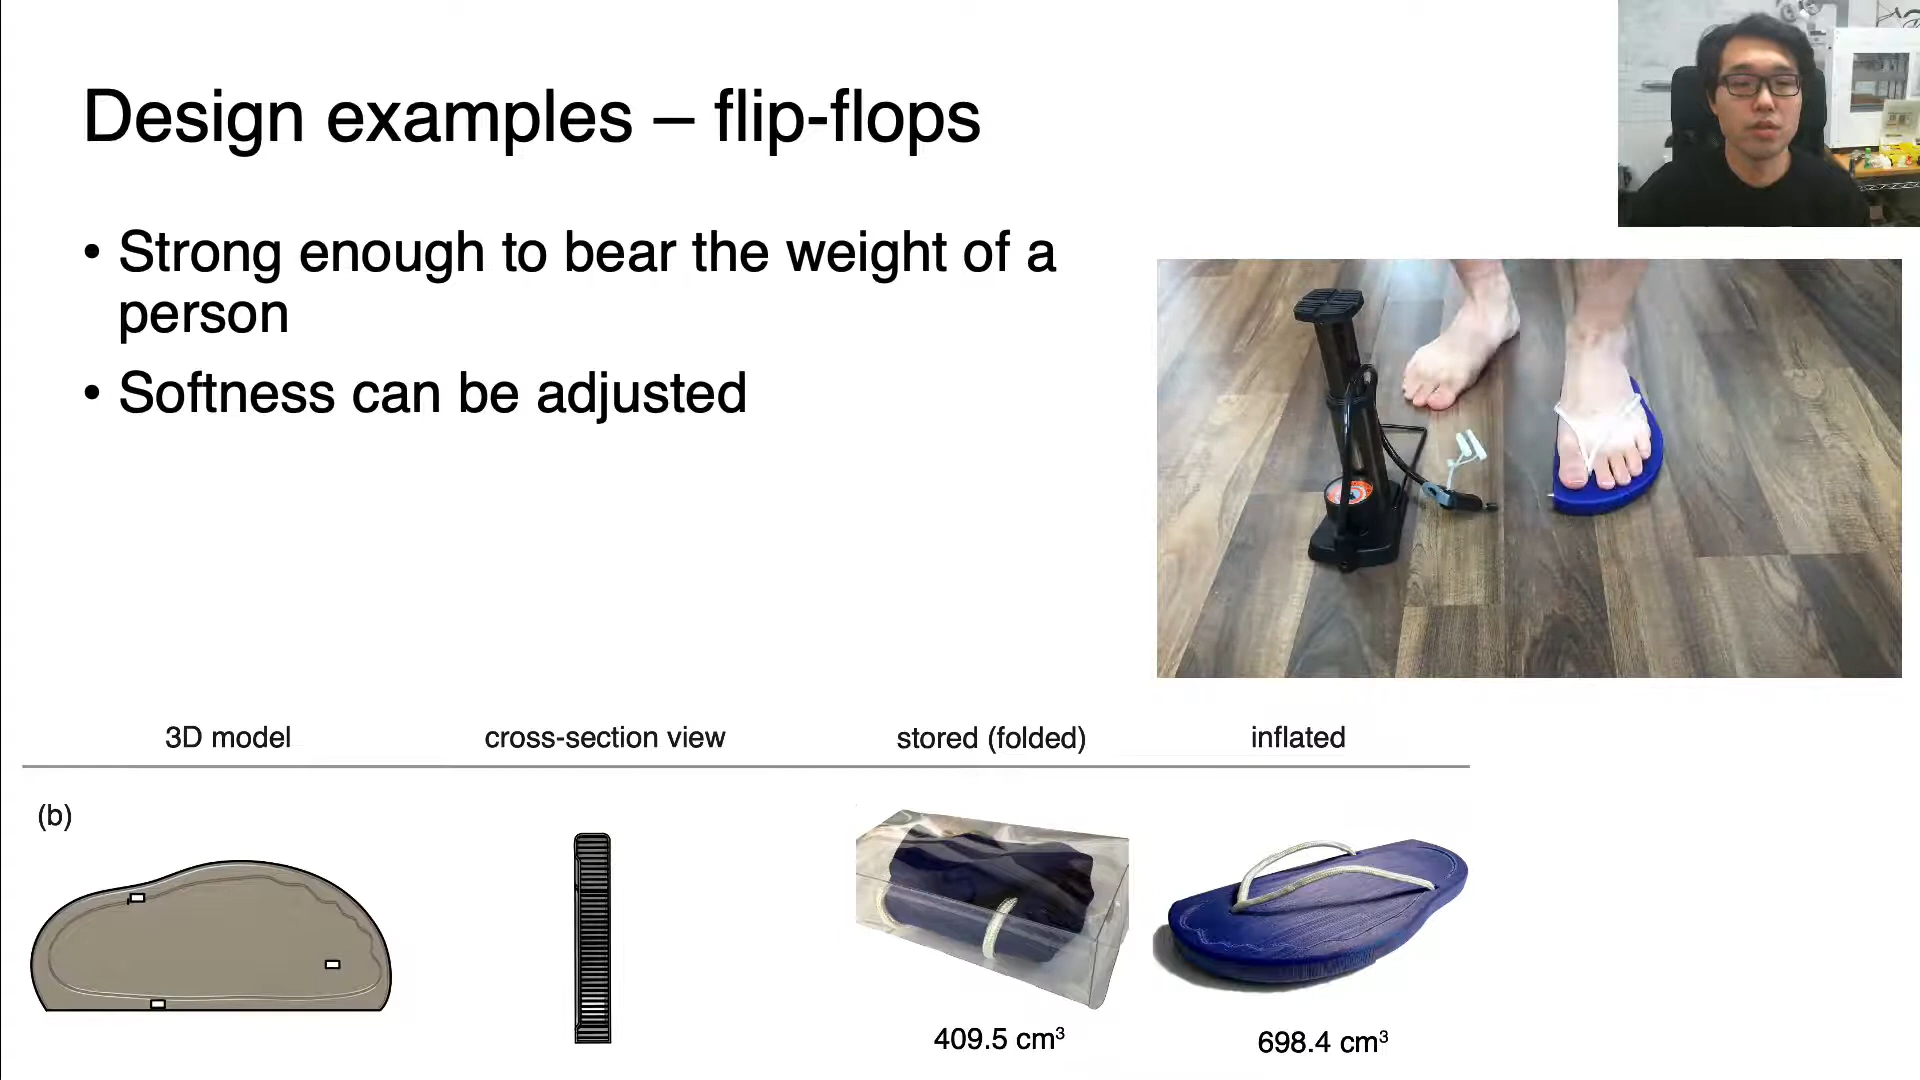 Design examples – flip-flops
• Strong enough to bear the weight of a
person
• Softness can be adjusted
3D model cross-section view stored (folded) inflated
(b)
409.5 cm³ 698.4 cm³